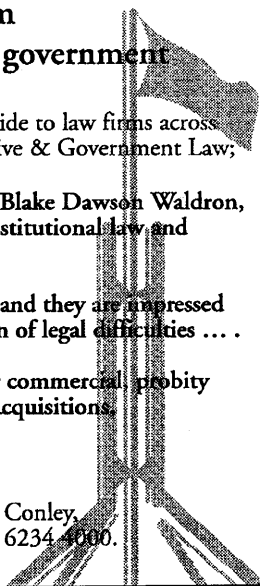 n
government
ide to law firms across
ive & Government Law;
Blake Dawson Waldron,
stitutional law and
and they are impressed
n of legal difficulties ... .
commercial, probity
cquisitions.
Conley,
6234 4000.